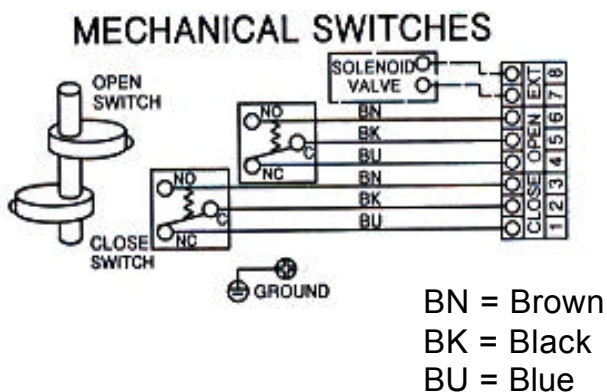 MECHANICAL SWITCHES
OPEN
SWITCH
SOLENOID
VALVE
EXT
8
7
NO
C
NC
BN
BK
BU
OPEN
6
5
4
NO
C
NC
BN
BK
BU
CLOSE
3
2
1
CLOSE
SWITCH
GROUND
BN = Brown
BK = Black
BU = Blue